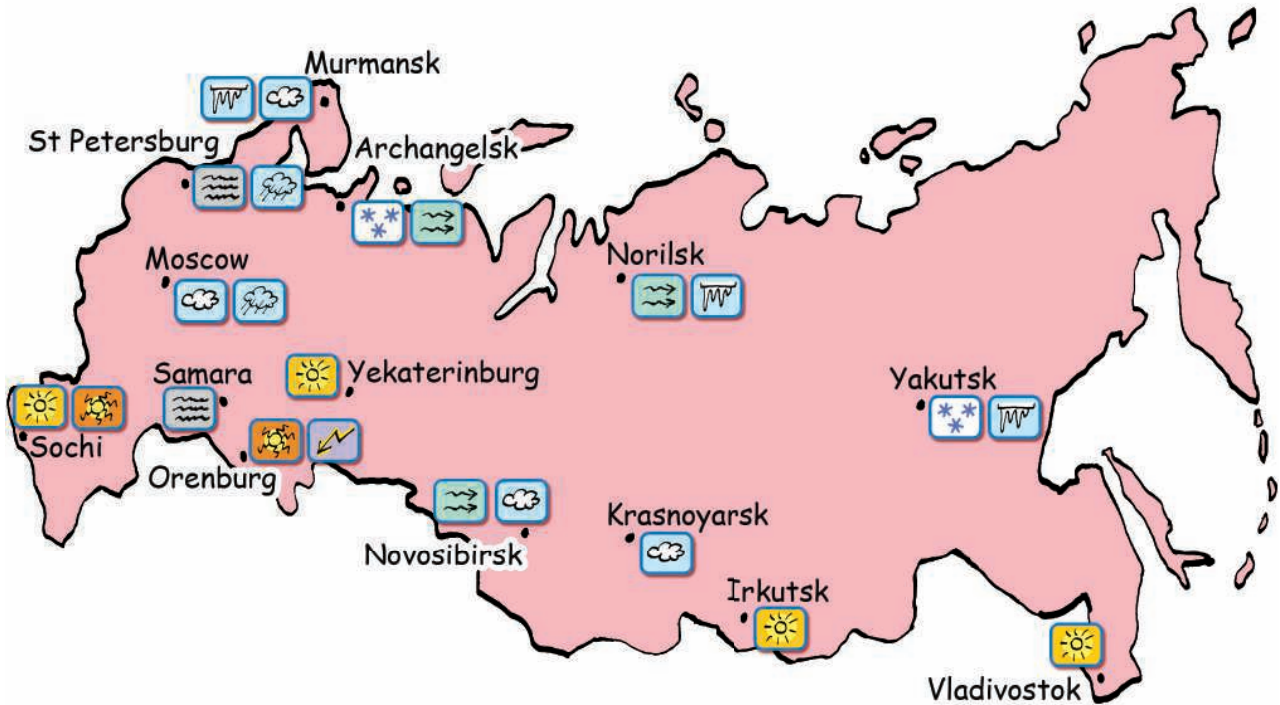 Murmansk
St Petersburg
Archangelsk
Moscow
Norilsk
Samara
Yekaterinburg
Yakutsk
Sochi
Orenburg
Krasnoyarsk
Novosibirsk
Irkutsk
Vladivostok